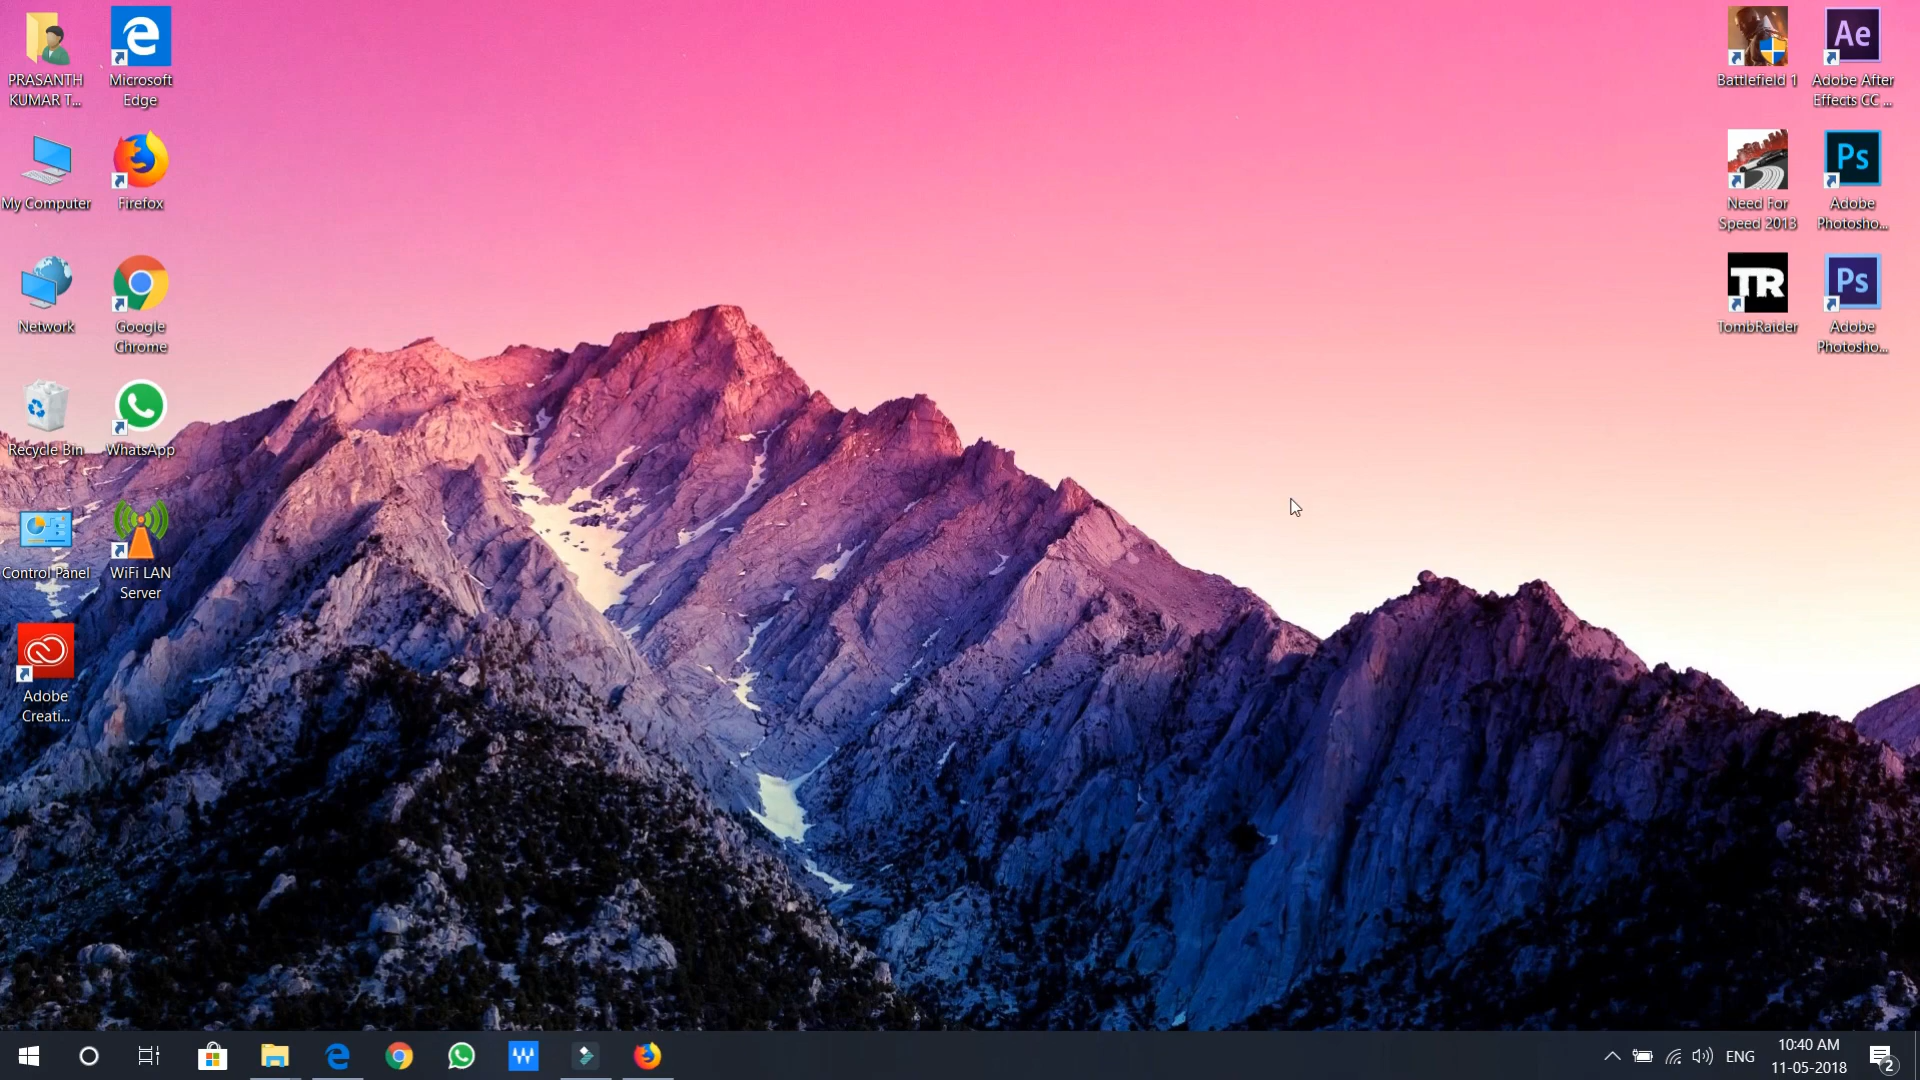 PRASANTH
KUMAR T...
Microsoft
Edge
My Computer
Firefox
Network
Google
Chrome
Recycle Bin
WhatsApp
Control Panel
WiFi LAN
Server
Adobe
Creati...
Battlefield 1
Ae
Adobe After
Effects CC ...
Need For
Speed 2013
Ps
Adobe
Photosho...
TR
TombRaider
Ps
Adobe
Photosho...
ENG
10:40 AM
11-05-2018
2